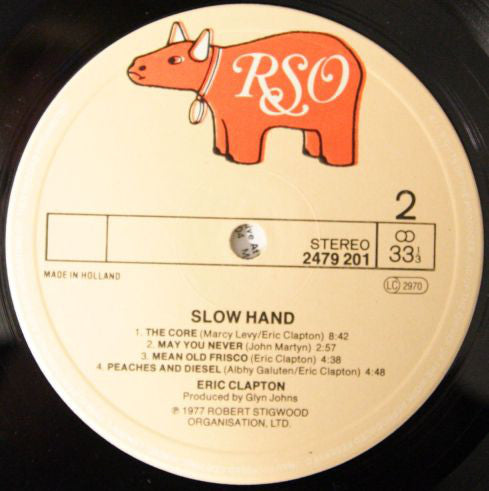 RSO
2
STEREO
2479 201
33 1/3
MADE IN HOLLAND
LC 2970
SLOW HAND
1. THE CORE (Marcy Levy/Eric Clapton) 8:42
2. MAY YOU NEVER (John Martyn) 2:57
3. MEAN OLD FRISCO (Eric Clapton) 4:38
4. PEACHES AND DIESEL (Albhy Galuten/Eric Clapton) 4:48
ERIC CLAPTON
Produced by Glyn Johns
℗ 1977 ROBERT STIGWOOD
ORGANISATION, LTD.